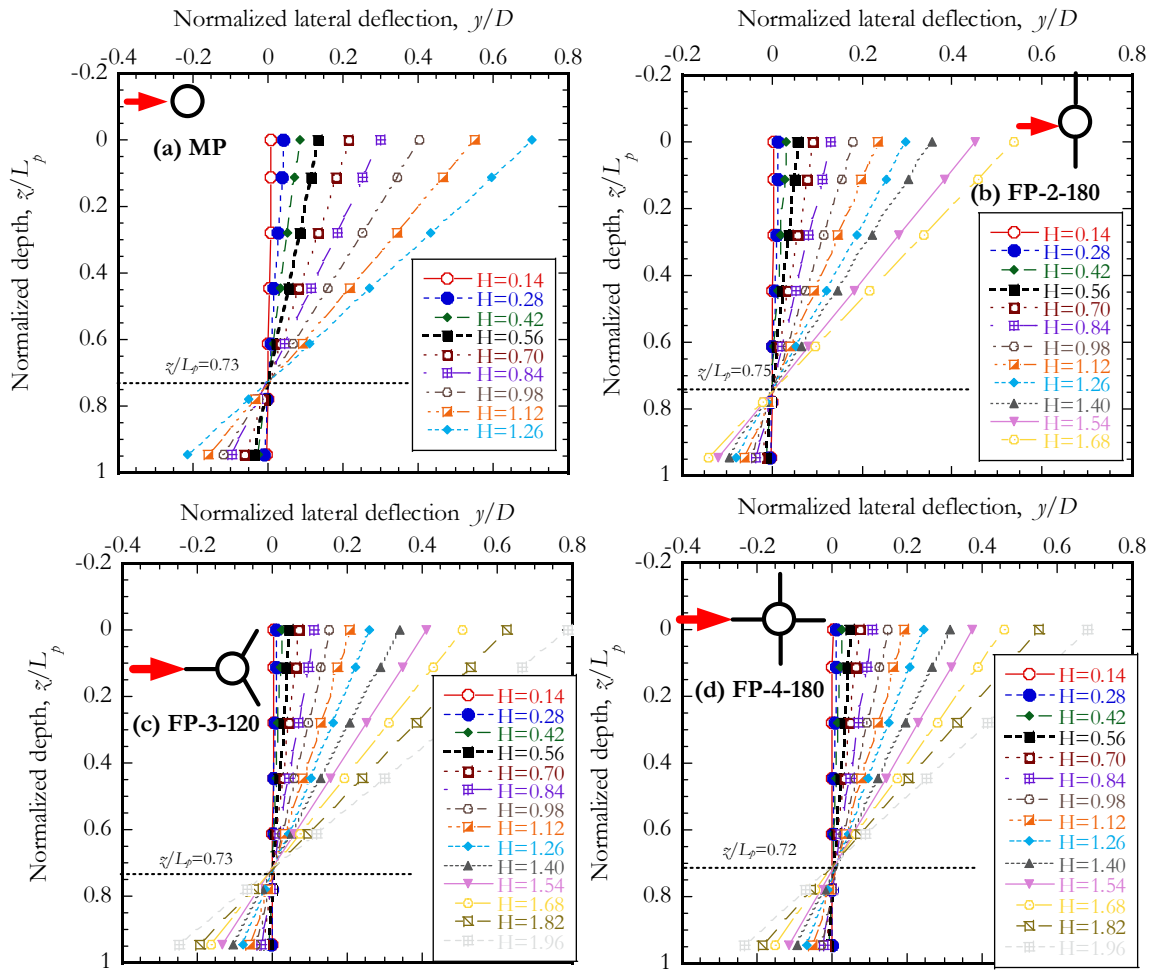 Normalized lateral deflection, y/D
-0.4 -0.2 0 0.2 0.4 0.6 0.8
-0.2
0
0.2
0.4
0.6
0.8
1
Normalized depth, z/Lp
(a) MP
z/Lp=0.73
H=0.14
H=0.28
H=0.42
H=0.56
H=0.70
H=0.84
H=0.98
H=1.12
H=1.26
Normalized lateral deflection, y/D
-0.2 0 0.2 0.4 0.6 0.8
-0.2
0
0.2
0.4
0.6
0.8
1
Normalized depth, z/Lp
(b) FP-2-180
z/Lp=0.75
H=0.14
H=0.28
H=0.42
H=0.56
H=0.70
H=0.84
H=0.98
H=1.12
H=1.26
H=1.40
H=1.54
H=1.68
Normalized lateral deflection y/D
-0.4 -0.2 0 0.2 0.4 0.6 0.8
-0.2
0
0.2
0.4
0.6
0.8
1
Normalized depth, z/Lp
(c) FP-3-120
z/Lp=0.73
H=0.14
H=0.28
H=0.42
H=0.56
H=0.70
H=0.84
H=0.98
H=1.12
H=1.26
H=1.40
H=1.54
H=1.68
H=1.82
H=1.96
Normalized lateral deflection, y/D
-0.4 -0.2 0 0.2 0.4 0.6 0.8
-0.2
0
0.2
0.4
0.6
0.8
1
Normalized depth, z/Lp
(d) FP-4-180
z/Lp=0.72
H=0.14
H=0.28
H=0.42
H=0.56
H=0.70
H=0.84
H=0.98
H=1.12
H=1.26
H=1.40
H=1.54
H=1.68
H=1.82
H=1.96